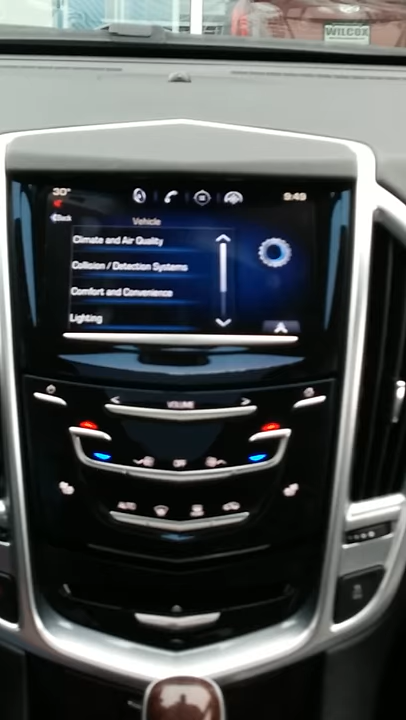 WILCOX
30°
9:49
Back
Vehicle
Climate and Air Quality
Collision / Detection Systems
Comfort and Convenience
Lighting
< VOLUME >
OFF
AUTO